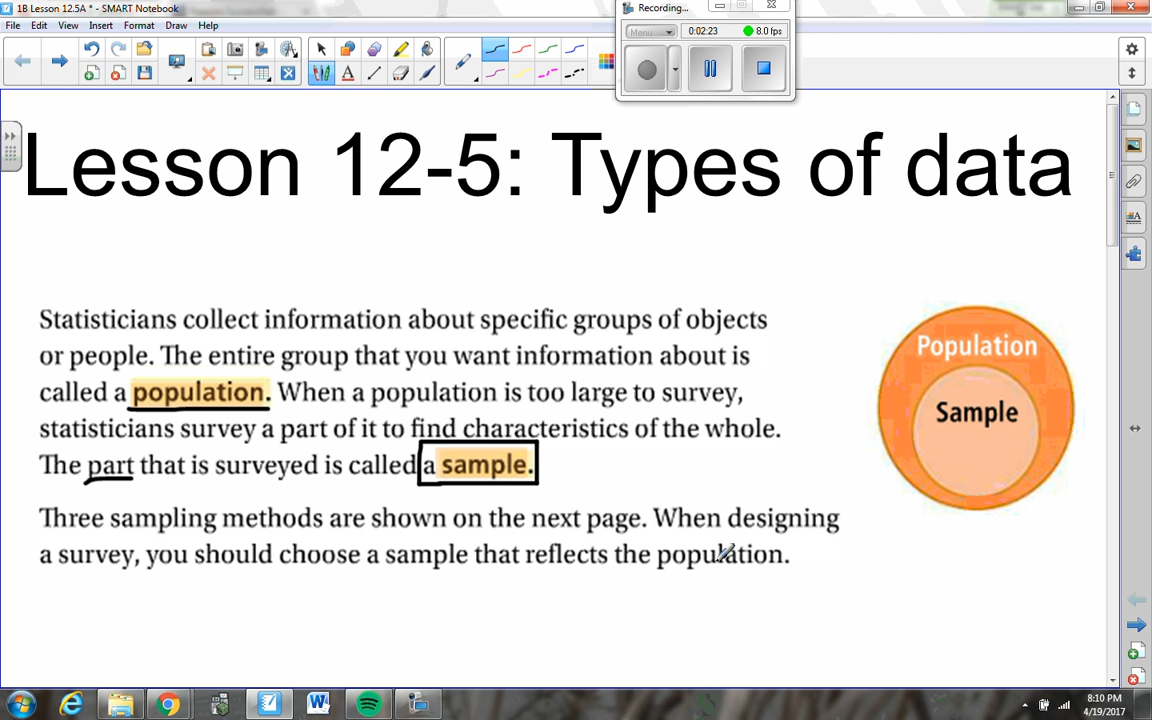 1B Lesson 12.5A * - SMART Notebook
Recording...
File Edit View Insert Format Draw Help
Menu 0:02:23 8.0 fps
Lesson 12-5: Types of data
Statisticians collect information about specific groups of objects
or people. The entire group that you want information about is
called a population. When a population is too large to survey,
statisticians survey a part of it to find characteristics of the whole.
The part that is surveyed is called a sample.
Three sampling methods are shown on the next page. When designing
a survey, you should choose a sample that reflects the population.
Population
Sample
8:10 PM
4/19/2017